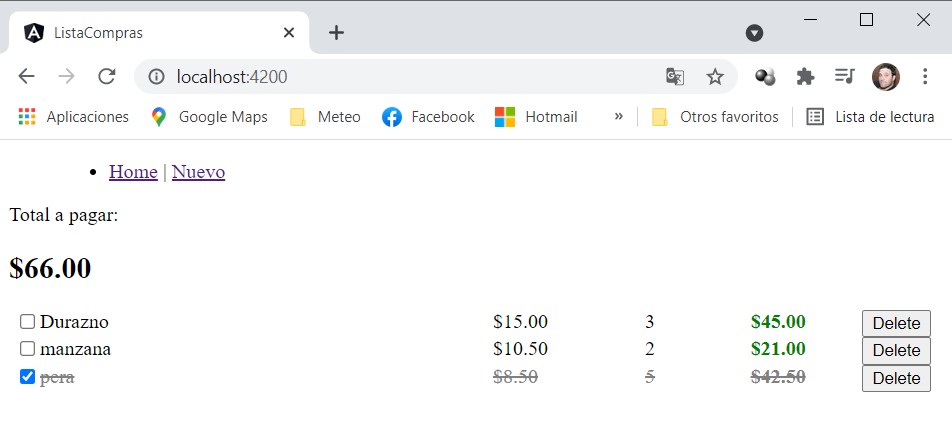 ListaCompras
localhost:4200
Aplicaciones Google Maps Meteo Facebook Hotmail » Otros favoritos Lista de lectura
Home | Nuevo
Total a pagar:
$66.00
Durazno $15.00 3 $45.00 Delete
manzana $10.50 2 $21.00 Delete
pera $8.50 5 $42.50 Delete